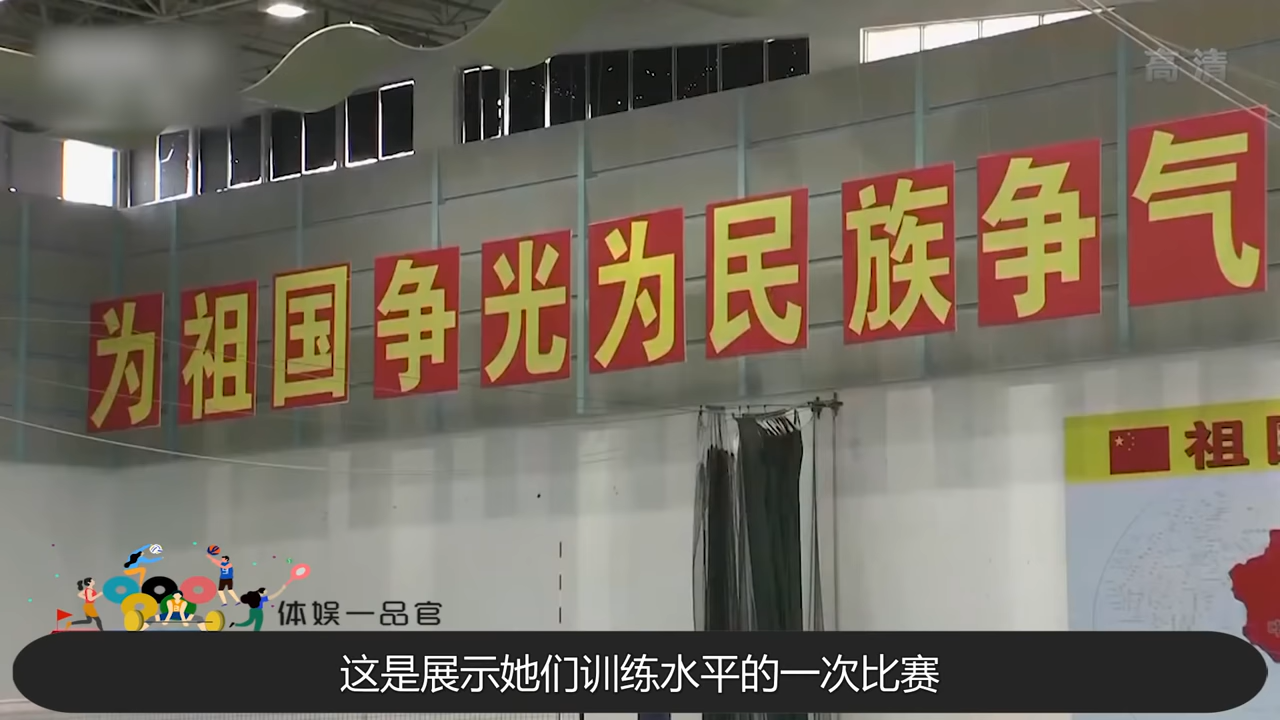 高清
为祖国争光为民族争气
祖
体娱一品官
这是展示她们训练水平的一次比赛